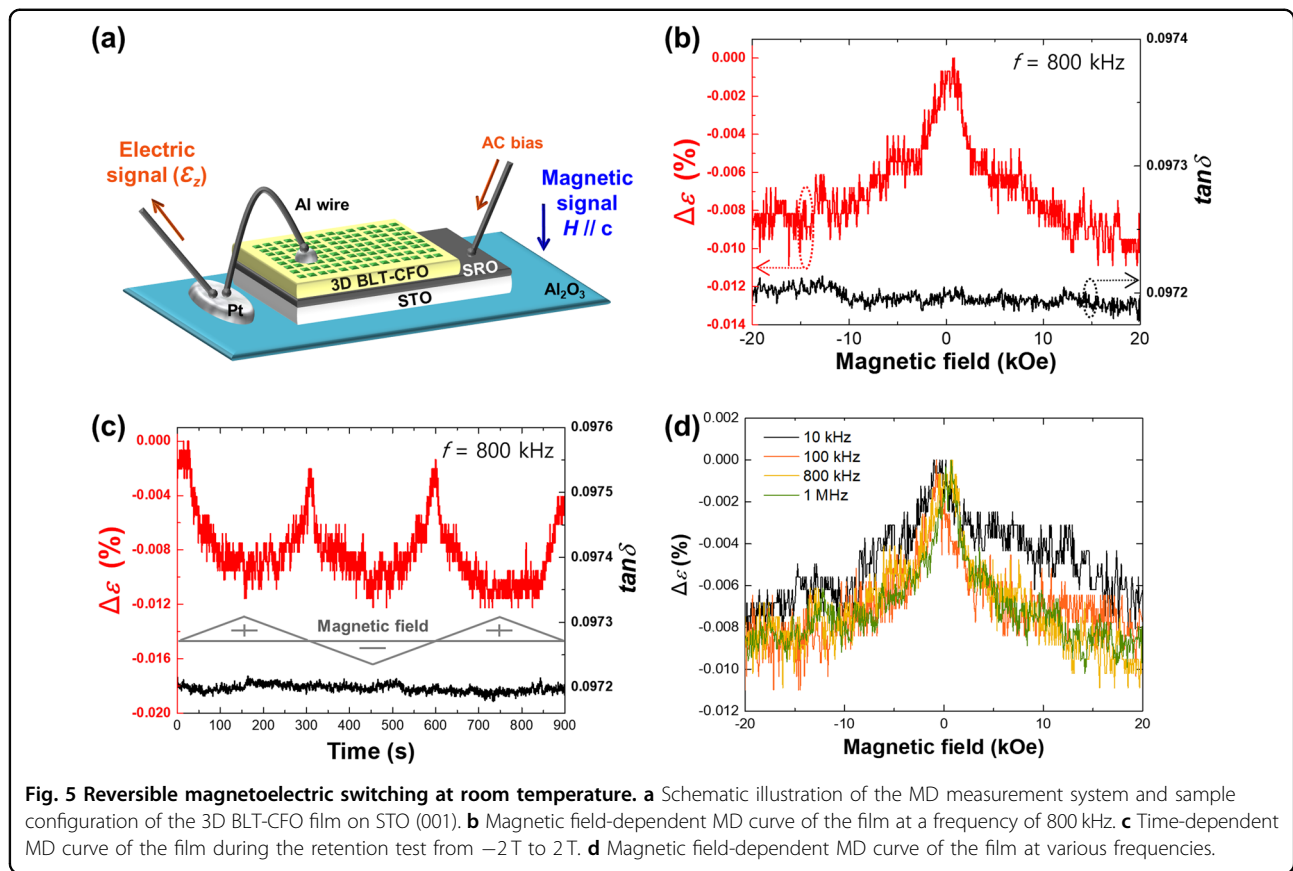 (a)
Electric
signal (Ɛz)
Al wire
AC bias
Magnetic
signal
H // c
3D BLT-CFO
SRO
STO
Pt
Al2O3
(b)
f = 800 kHz
Δε (%)
0.000
-0.002
-0.004
-0.006
-0.008
-0.010
-0.012
-0.014
0.0974
0.0973
0.0972
tanδ
-20
-10
0
10
20
Magnetic field (kOe)
(c)
f = 800 kHz
Δε (%)
0.000
-0.004
-0.008
-0.012
-0.016
-0.020
0.0976
0.0975
0.0974
0.0973
0.0972
tanδ
Magnetic field
+
−
+
0
100
200
300
400
500
600
700
800
900
Time (s)
(d)
10 kHz
100 kHz
800 kHz
1 MHz
Δε (%)
0.002
0.000
-0.002
-0.004
-0.006
-0.008
-0.010
-0.012
-20
-10
0
10
20
Magnetic field (kOe)
Fig. 5 Reversible magnetoelectric switching at room temperature. a Schematic illustration of the MD measurement system and sample
configuration of the 3D BLT-CFO film on STO (001). b Magnetic field-dependent MD curve of the film at a frequency of 800 kHz. c Time-dependent
MD curve of the film during the retention test from −2 T to 2 T. d Magnetic field-dependent MD curve of the film at various frequencies.